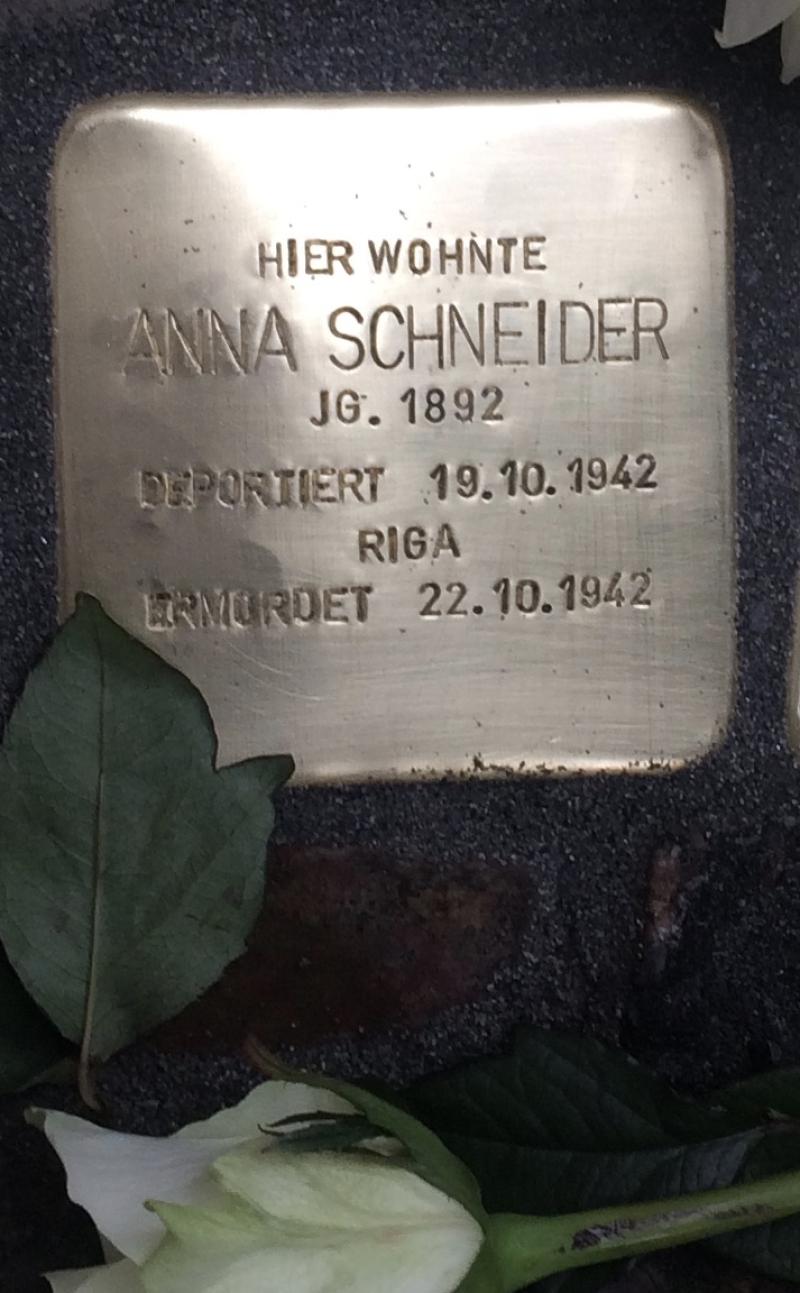 HIER WOHNTE
ANNA SCHNEIDER
JG. 1892
DEPORTIERT 19.10.1942
RIGA
ERMORDET 22.10.1942